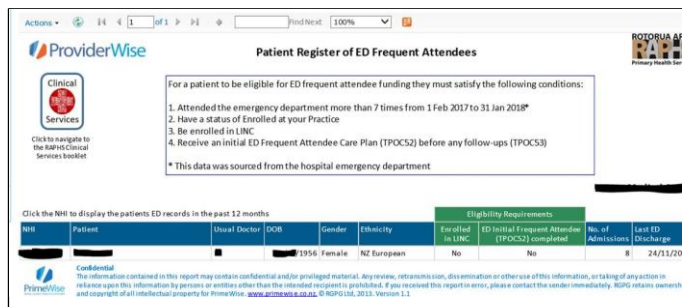 Actions
1 of 1 Find Next 100%
ProviderWise
Patient Register of ED Frequent Attendees
ROTORUA
RAPH
Primary Health Ser
Clinical
Services
Click to navigate to
the RAPHS Clinical
Services booklet
For a patient to be eligible for ED frequent attendee funding they must satisfy the following conditions:
1. Attended the emergency department more than 7 times from 1 Feb 2017 to 31 Jan 2018*
2. Have a status of Enrolled at your Practice
3. Be enrolled in LINC
4. Receive an initial ED Frequent Attendee Care Plan (TPOC52) before any follow-ups (TPOC53)
* This data was sourced from the hospital emergency department
Click the NHI to display the patients ED records in the past 12 months
Eligibility Requirements
NHI Patient Usual Doctor DOB Gender Ethnicity Enrolled in LINC ED Initial Frequent Attendee (TPOC52) completed No. of Admissions Last ED Discharge
/1956 Female NZ European No No 8 24/11/20
PrimeWise
Confidential
The information contained in this report may contain confidential and/or privileged material. Any review, retransmission, dissemination or other use of this information, or taking of any action in
reliance upon this information by persons or entities other than the intended recipient is prohibited. If you received this report in error, please contact the sender immediately. RGPG retains ownership
and copyright of all intellectual property for PrimeWise. www.primewise.co.nz, © RGPG Ltd, 2013. Version 1.1